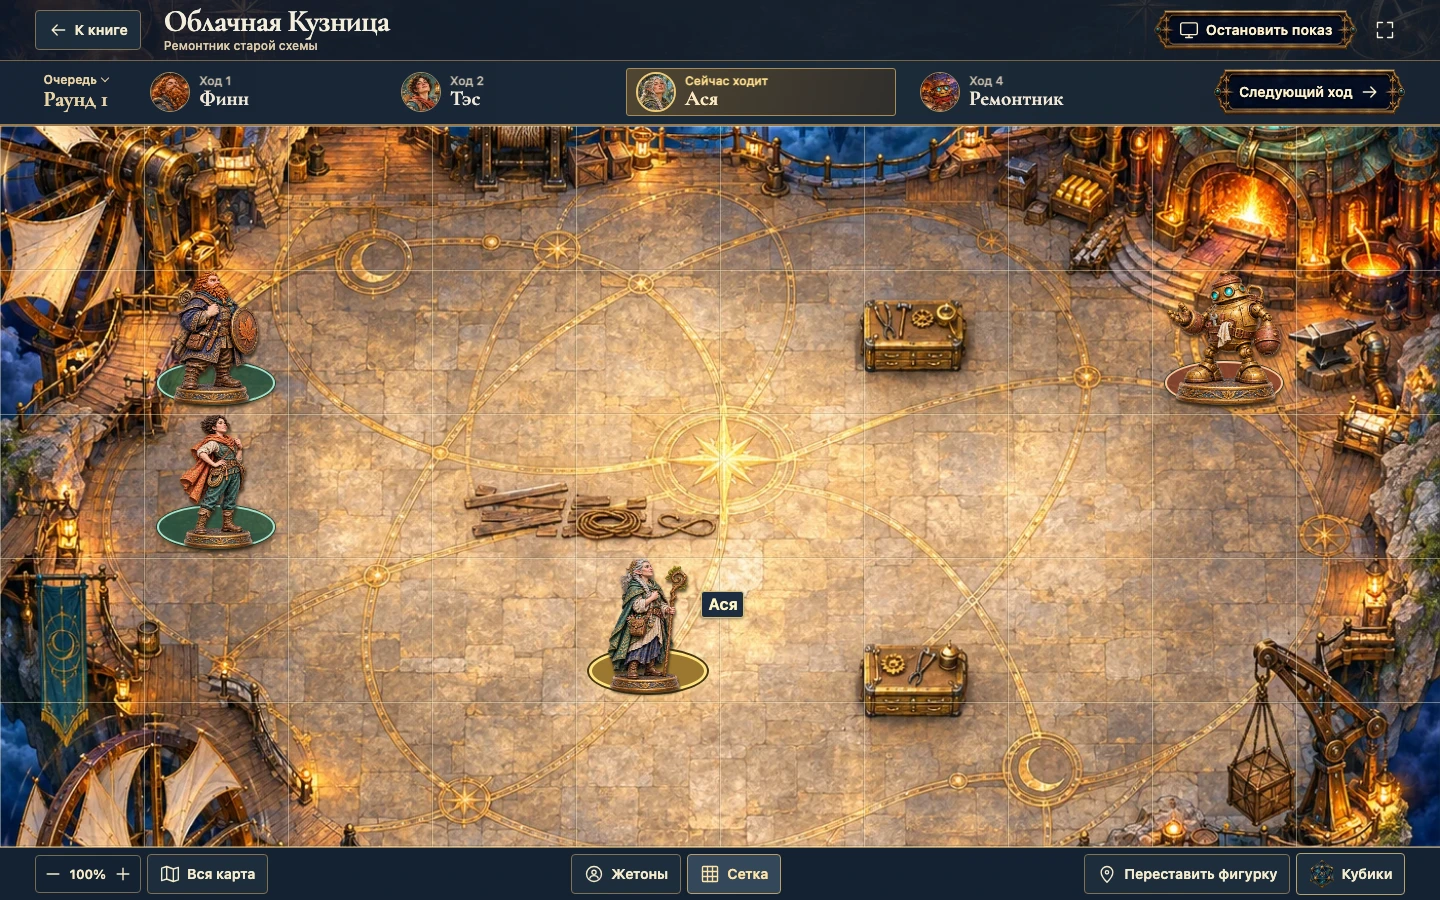 К книге
Облачная Кузница
Ремонтник старой схемы
Остановить показ
Очередь
Раунд 1
Ход 1
Финн
Ход 2
Тэс
Сейчас ходит
Ася
Ход 4
Ремонтник
Следующий ход
Ася
100%
Вся карта
Жетоны
Сетка
Переставить фигурку
Кубики